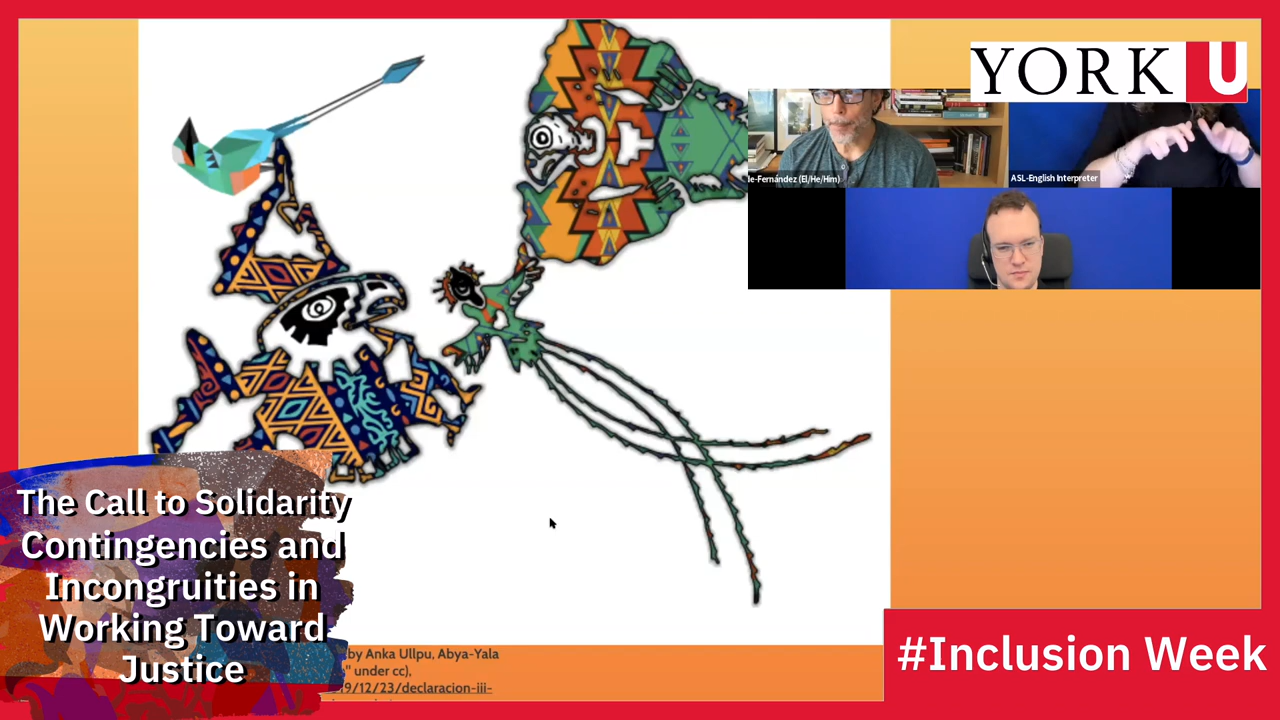 YORK U
le-Fernández (El/He/Him)
ASL-English Interpreter
The Call to Solidarity
Contingencies and
Incongruities in
Working Toward
Justice
by Anka Ullpu, Abya-Yala
" under cc),
19/12/23/declaracion-iii-
#Inclusion Week